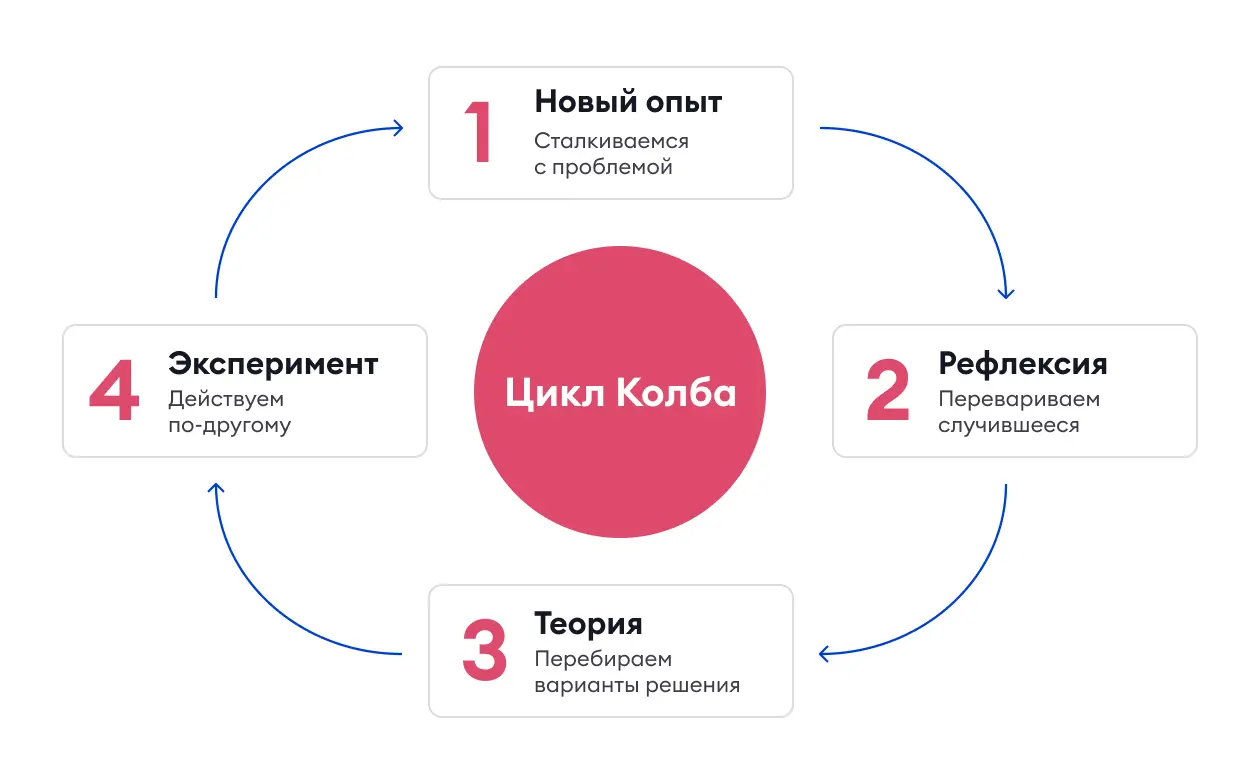 1
Новый опыт
Сталкиваемся
с проблемой
4
Эксперимент
Действуем
по-другому
Цикл Колба
2
Рефлексия
Перевариваем
случившееся
3
Теория
Перебираем
варианты решения